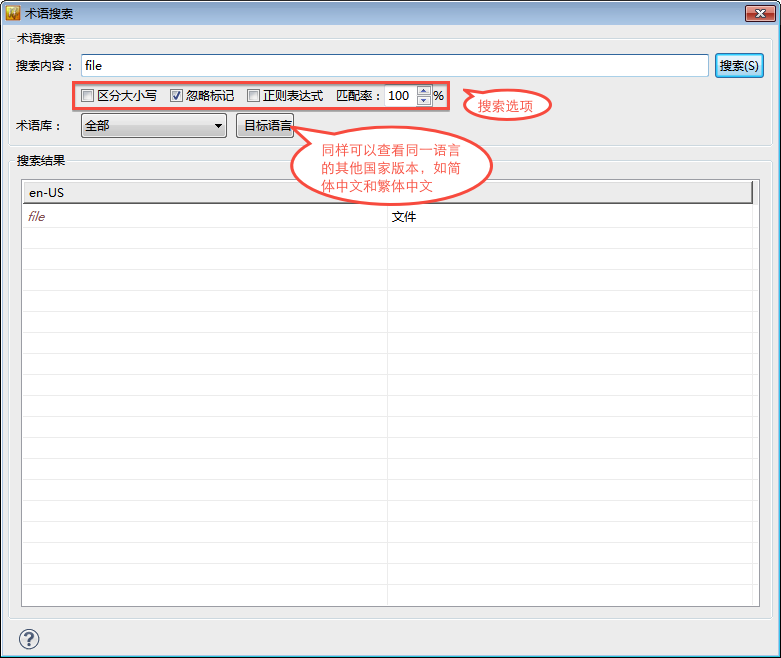 术语搜索
术语搜索
搜索内容： file 搜索(S)
区分大小写 忽略标记 正则表达式 匹配率： 100 %
搜索选项
术语库： 全部 目标语言
同样可以查看同一语言
的其他国家版本，如简
体中文和繁体中文
搜索结果
en-US
file 文件
?